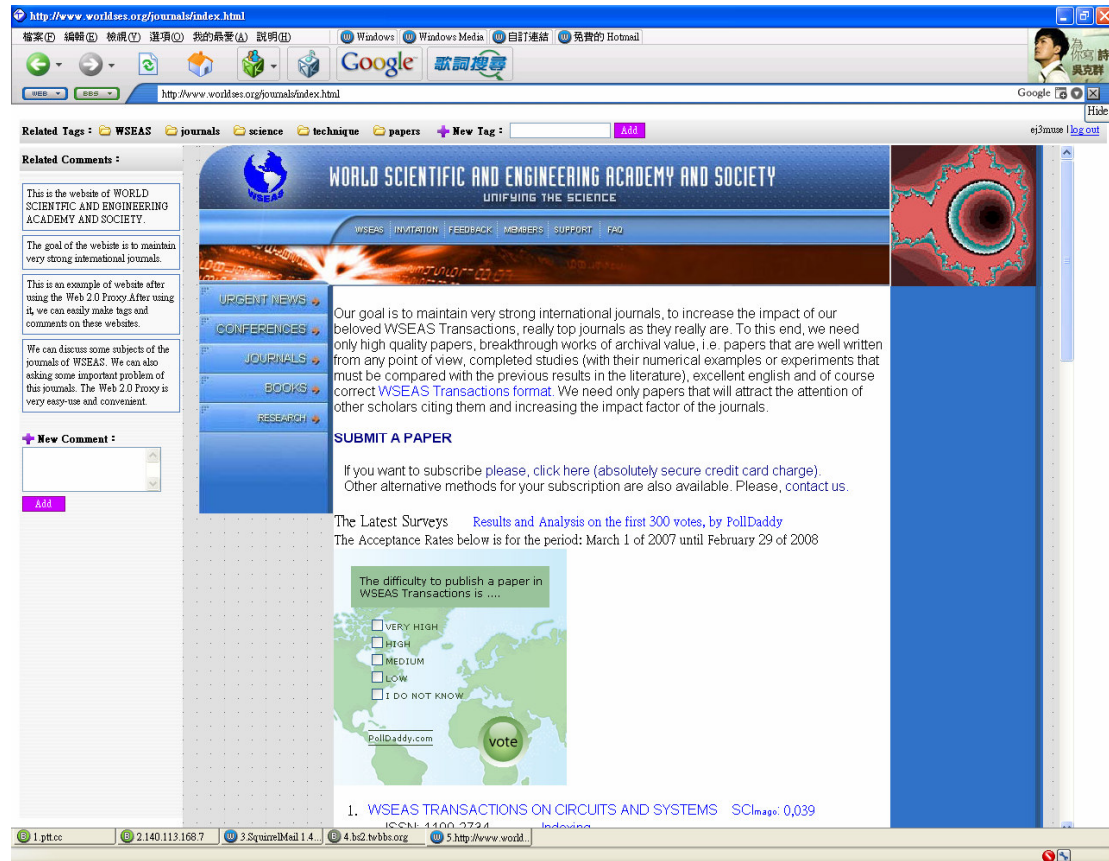 http://www.worldses.org/journals/index.html
檔案(F) 編輯(E) 檢視(V) 選項(O) 我的最愛(A) 說明(H) Windows Windows Media 自訂連結 免費的 Hotmail
Google 歌詞搜尋
為你寫詩 吳克群
WEB BBS http://www.worldses.org/journals/index.html Google
Hide
Related Tags : WSEAS journals science technique papers New Tag : Add ej3muse | log out
Related Comments :
This is the website of WORLD
SCIENTFIC AND ENGINEERING
ACADEMY AND SOCIETY.
The goal of the webiste is to maintain
very strong international journals.
This is an example of website after
using the Web 2.0 Proxy.After using
it, we can easily make tags and
comments on these websites.
We can discuss some subjects of the
journals of WSEAS. We can also
asking some important problem of
this journals. The Web 2.0 Proxy is
very easy-use and convenient.
New Comment :
Add
WSEAS
WORLD SCIENTIFIC AND ENGINEERING ACADEMY AND SOCIETY
UNIFYING THE SCIENCE
WSEAS INVITATION FEEDBACK MEMBERS SUPPORT FAQ
URGENT NEWS
CONFERENCES
JOURNALS
BOOKS
RESEARCH
Our goal is to maintain very strong international journals, to increase the impact of our
beloved WSEAS Transactions, really top journals as they really are. To this end, we need
only high quality papers, breakthrough works of archival value, i.e. papers that are well written
from any point of view, completed studies (with their numerical examples or experiments that
must be compared with the previous results in the literature), excellent english and of course
correct WSEAS Transactions format. We need only papers that will attract the attention of
other scholars citing them and increasing the impact factor of the journals.
SUBMIT A PAPER
If you want to subscribe please, click here (absolutely secure credit card charge).
Other alternative methods for your subscription are also available. Please, contact us.
The Latest Surveys Results and Analysis on the first 300 votes, by PollDaddy
The Acceptance Rates below is for the period: March 1 of 2007 until February 29 of 2008
The difficulty to publish a paper in
WSEAS Transactions is ....
VERY HIGH
HIGH
MEDIUM
LOW
I DO NOT KNOW
PollDaddy.com
vote
1. WSEAS TRANSACTIONS ON CIRCUITS AND SYSTEMS SCImago: 0,039
ISSN: 1109-2734 Indexing
1.ptt.cc 2.140.113.168.7 3.SquirrelMail 1.4... 4.bs2.twbbs.org 5.http://www.world..